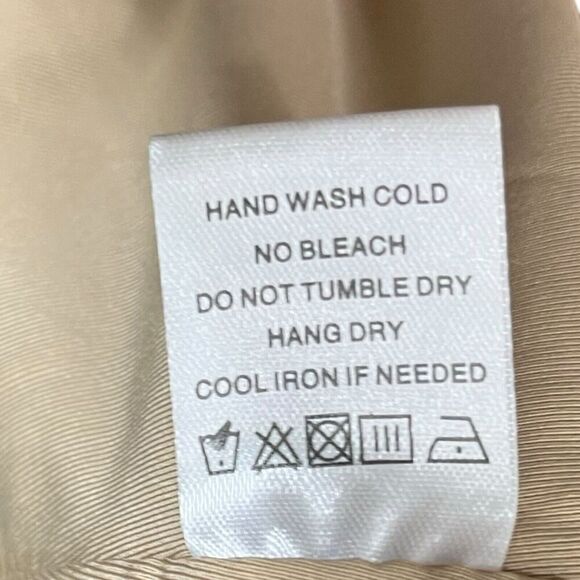 HAND WASH COLD
NO BLEACH
DO NOT TUMBLE DRY
HANG DRY
COOL IRON IF NEEDED